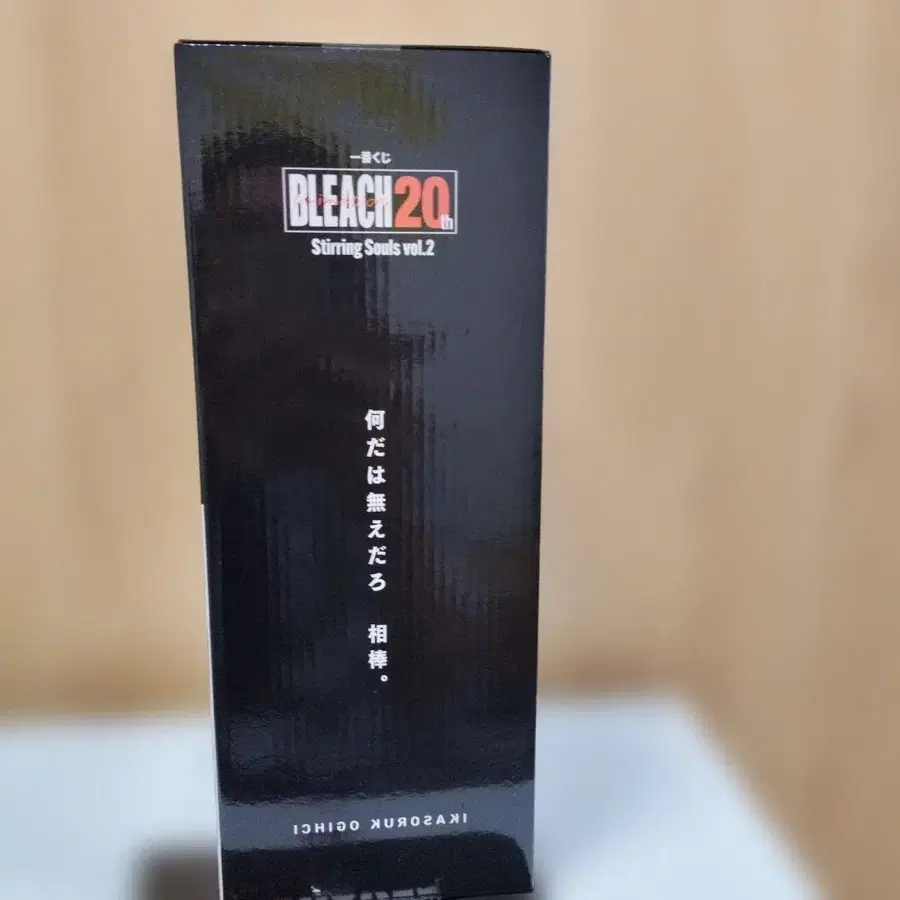 一番くじ
BLEACH 20th
Stirring Souls vol.2
何だは無えだろ 相棒。
IKASORUK OGIHCI